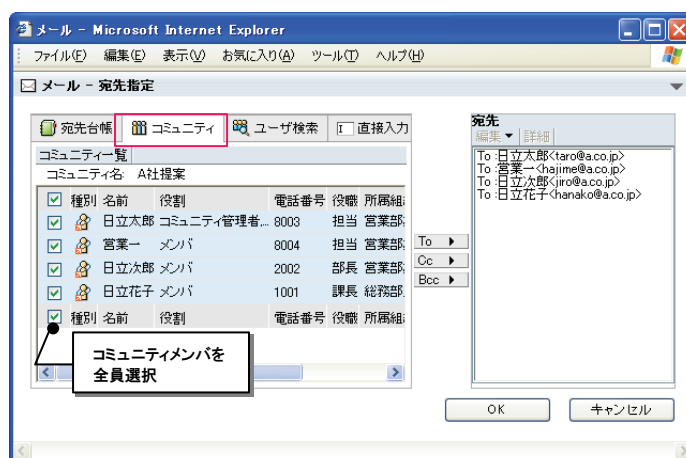 メール - Microsoft Internet Explorer
ファイル(F) 編集(E) 表示(V) お気に入り(A) ツール(T) ヘルプ(H)
メール - 宛先指定
宛先台帳 コミュニティ ユーザ検索 直接入力
コミュニティ一覧
コミュニティ名: A社提案
種別 名前 役割 電話番号 役職 所属組
日立太郎 コミュニティ管理者... 8003 担当 営業部
営業一 メンバ 8004 担当 営業部
日立次郎 メンバ 2002 部長 営業部
日立花子 メンバ 1001 課長 総務部
種別 名前 役割 電話番号 役職 所属組
コミュニティメンバを
全員選択
To
Cc
Bcc
宛先
編集 詳細
To :日立太郎<taro@a.co.jp>
To :営業一<hajime@a.co.jp>
To :日立次郎<jiro@a.co.jp>
To :日立花子<hanako@a.co.jp>
OK キャンセル